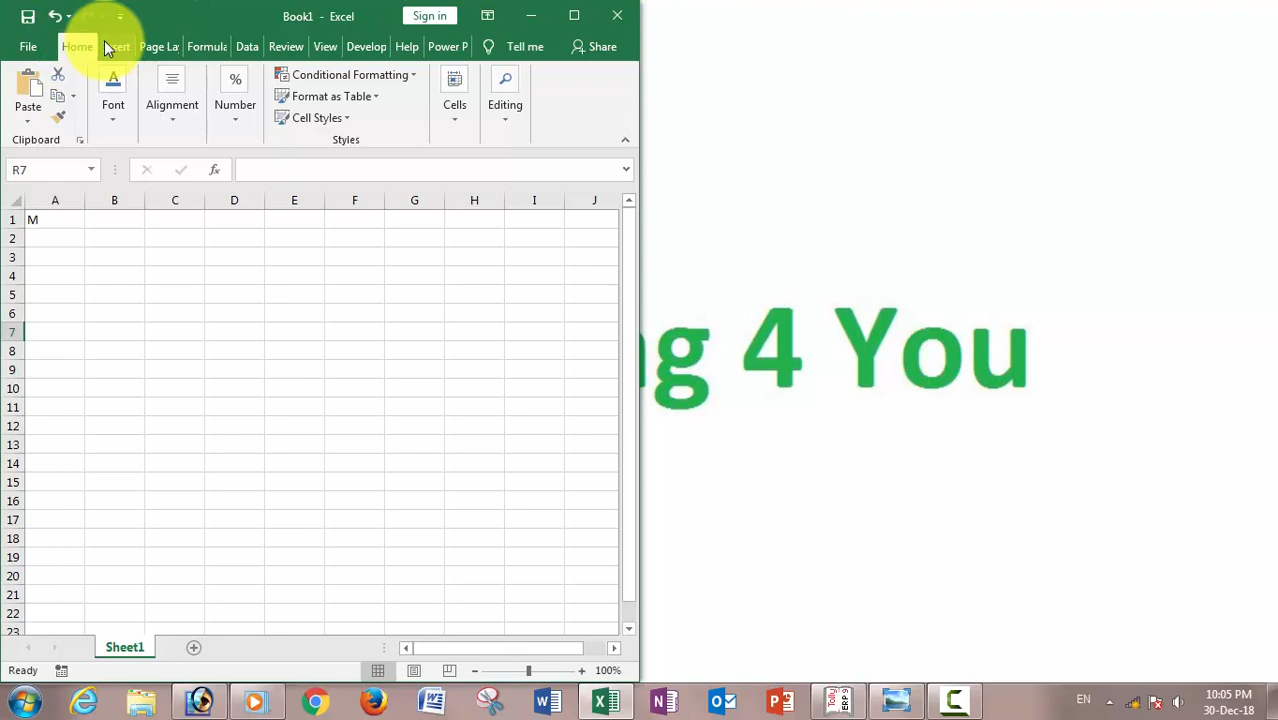 Book1 - Excel
Sign in
File
Home
Insert
Page La
Formula
Data
Review
View
Develop
Help
Power P
Tell me
Share
Paste
Clipboard
Font
Alignment
Number
Conditional Formatting
Format as Table
Cell Styles
Styles
Cells
Editing
R7
fx
A B C D E F G H I J
1 M
2
3
4
5
6
7
8
9
10
11
12
13
14
15
16
17
18
19
20
21
22
23
g 4 You
Sheet1
Ready
100%
EN
10:05 PM
30-Dec-18